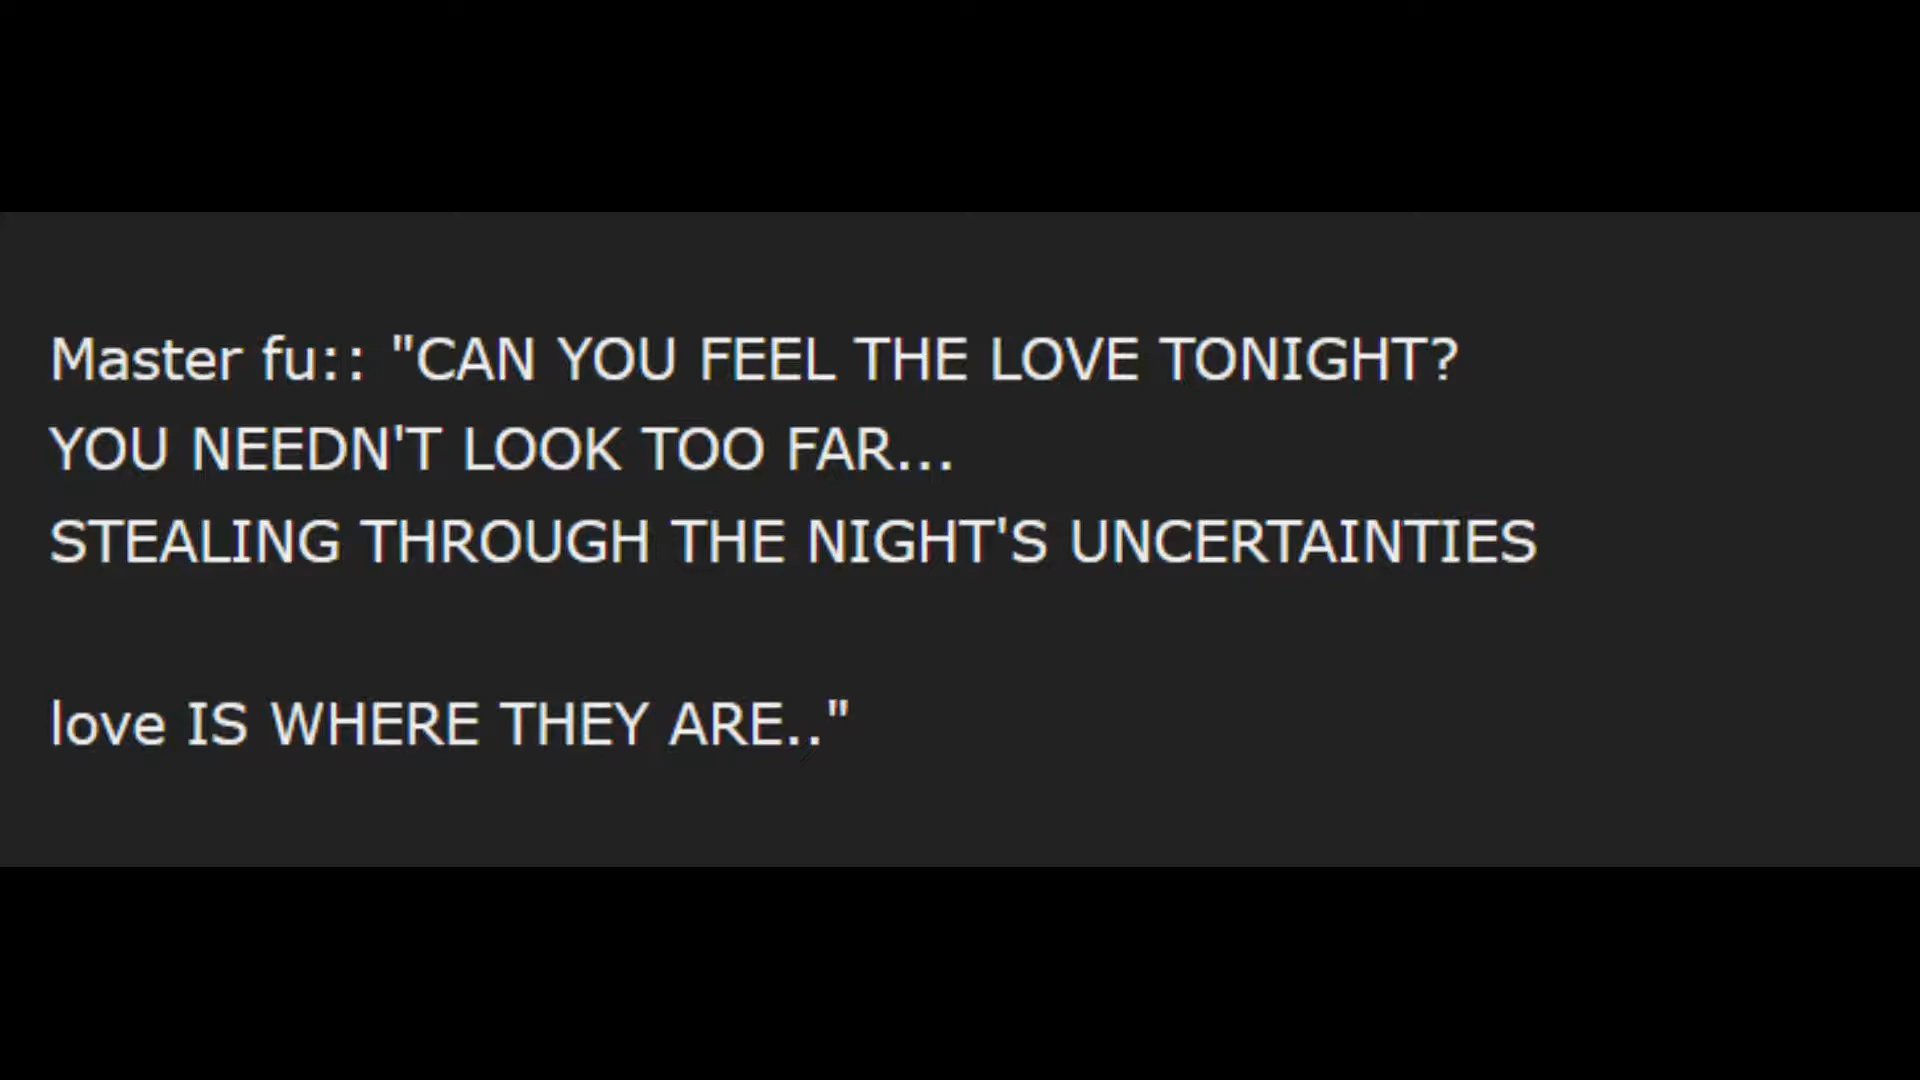 Master fu:: "CAN YOU FEEL THE LOVE TONIGHT?
YOU NEEDN'T LOOK TOO FAR...
STEALING THROUGH THE NIGHT'S UNCERTAINTIES
love IS WHERE THEY ARE.."